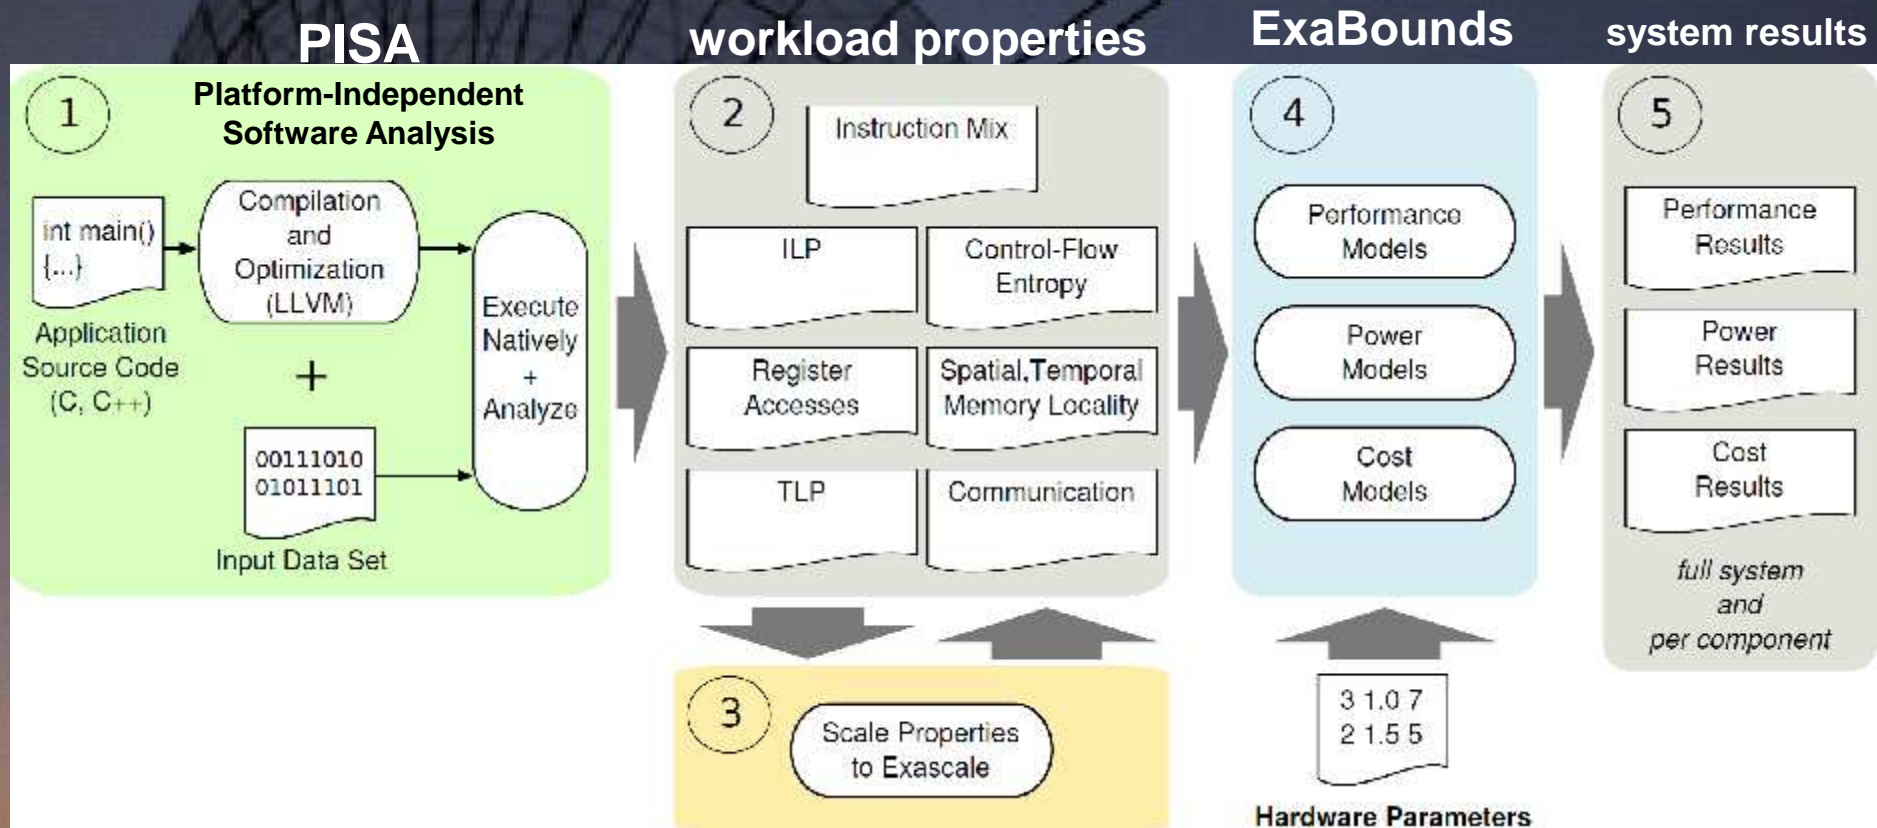 PISA
workload properties
ExaBounds
system results
1
Platform-Independent
Software Analysis
int main()
{...}
Application
Source Code
(C, C++)
Compilation
and
Optimization
(LLVM)
+
00111010
01011101
Input Data Set
Execute
Natively
+
Analyze
2
Instruction Mix
ILP
Control-Flow
Entropy
Register
Accesses
Spatial,Temporal
Memory Locality
TLP
Communication
3
Scale Properties
to Exascale
4
Performance
Models
Power
Models
Cost
Models
3 1.0 7
2 1.5 5
Hardware Parameters
5
Performance
Results
Power
Results
Cost
Results
full system
and
per component